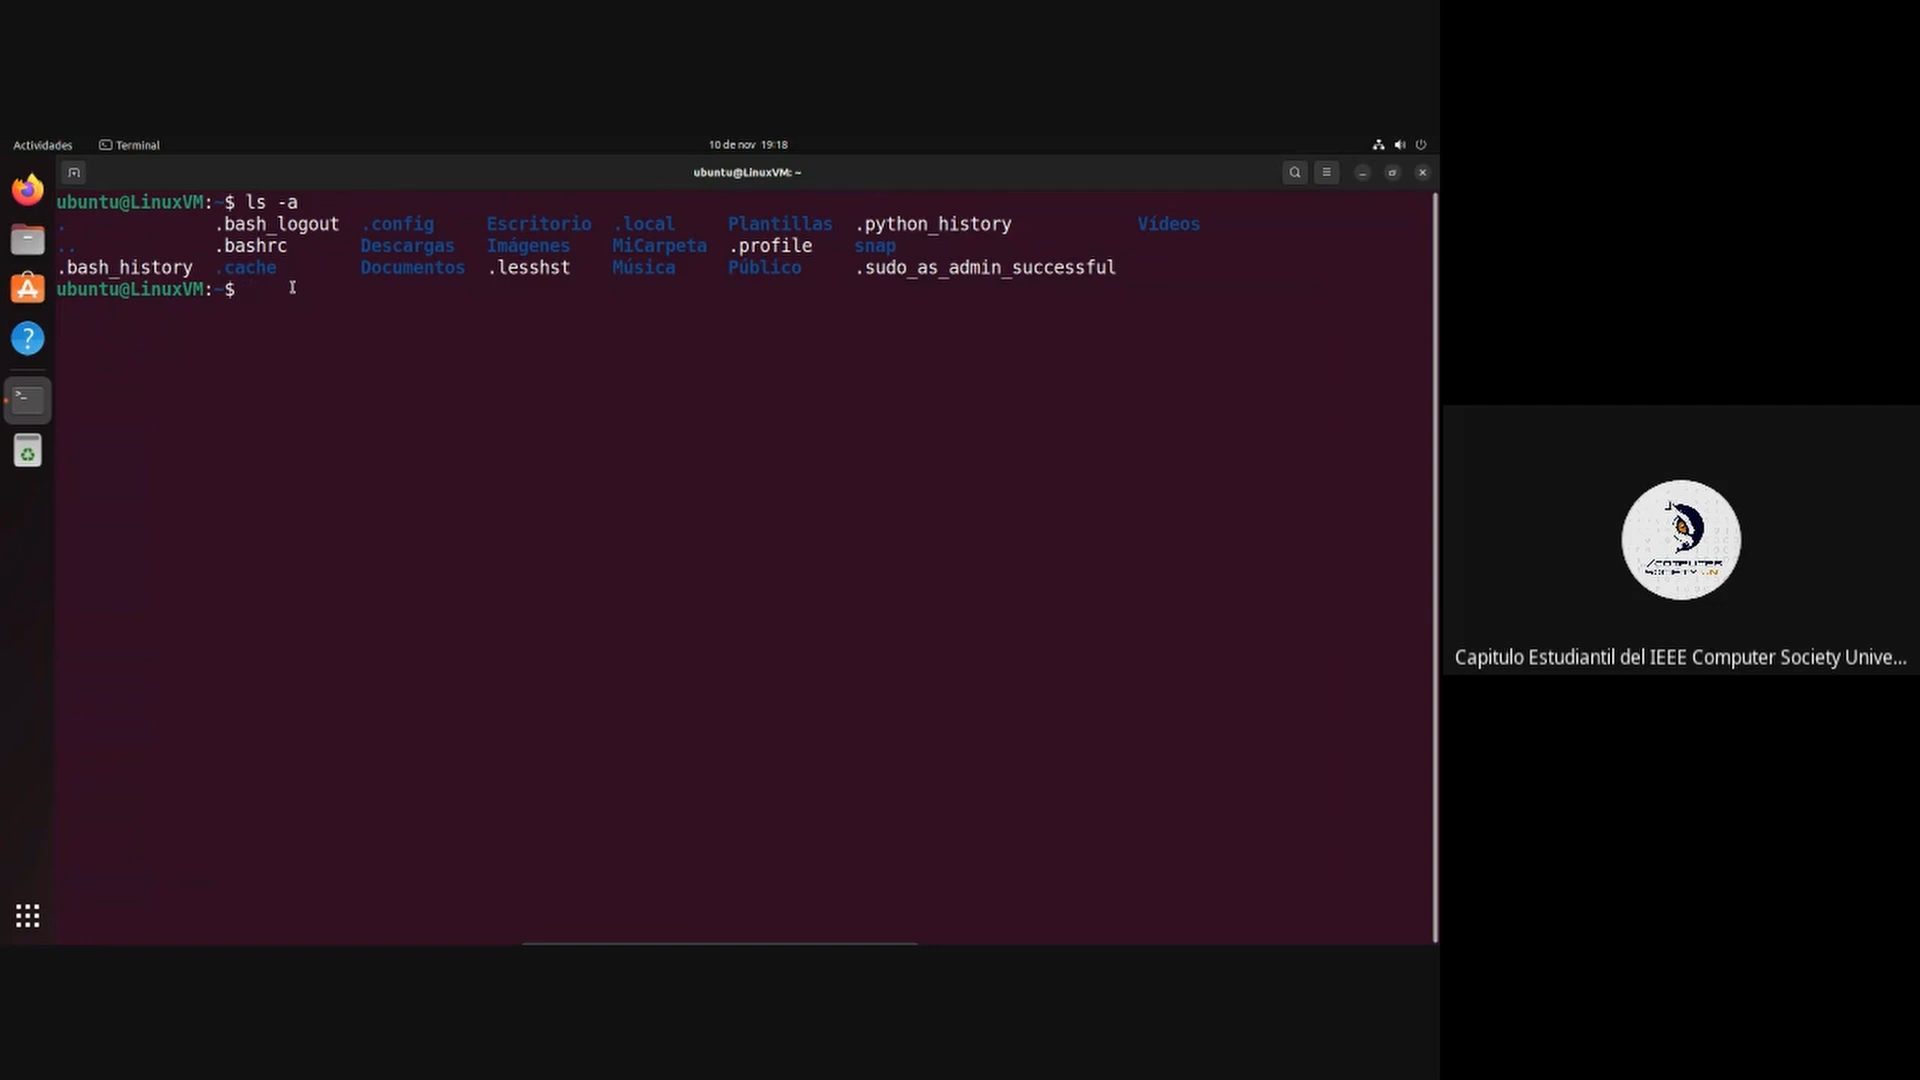 Actividades Terminal 10 de nov 19:18
ubuntu@LinuxVM: ~
ubuntu@LinuxVM:~$ ls -a
. .bash_logout .config Escritorio .local Plantillas .python_history Vídeos
.. .bashrc Descargas Imágenes MiCarpeta .profile snap
.bash_history .cache Documentos .lesshst Música Público .sudo_as_admin_successful
ubuntu@LinuxVM:~$
COMPUTER
SOCIETY
Capitulo Estudiantil del IEEE Computer Society Unive...